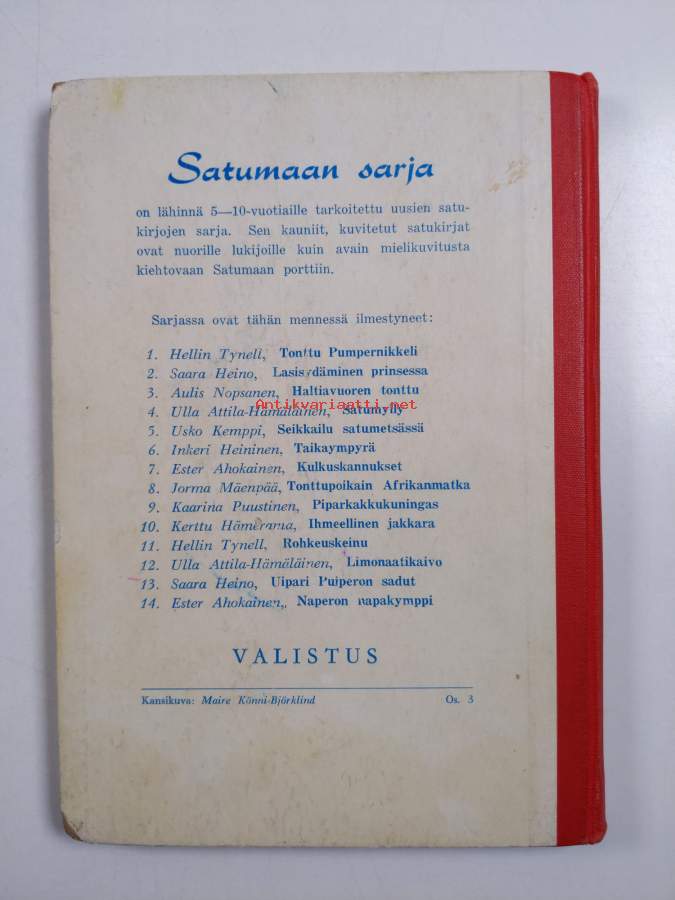 Satumaan sarja
on lähinnä 5—10-vuotiaille tarkoitettu uusien satu-
kirjojen sarja. Sen kauniit, kuvitetut satukirjat
ovat nuorille lukijoille kuin avain mielikuvitusta
kiehtovaan Satumaan porttiin.
Sarjassa ovat tähän mennessä ilmestyneet:
1. Hellin Tynell, Tonttu Pumpernikkeli
2. Saara Heino, Lasisydäminen prinsessa
3. Aulis Nopsanen, Haltiavuoren tonttu
Antikvariaatti.net
4. Ulla Attila-Hämäläinen, Satumylly
5. Usko Kemppi, Seikkailu satumetsässä
6. Inkeri Heininen, Taikaympyrä
7. Ester Ahokainen, Kulkuskannukset
8. Jorma Mäenpää, Tonttupoikain Afrikanmatka
9. Kaarina Puustinen, Piparkakkukuningas
10. Kerttu Ihmeellinen jakkara
11. Hellin Tynell, Rohkeuskeinu
12. Ulla Attila-Hämäläinen, Limonaatikaivo
13. Saara Heino, Uipari Puiperon sadut
14. Ester Ahokainen, Naperon napakymppi
VALISTUS
Kansikuva: Maire Könni-Björklind Os. 3